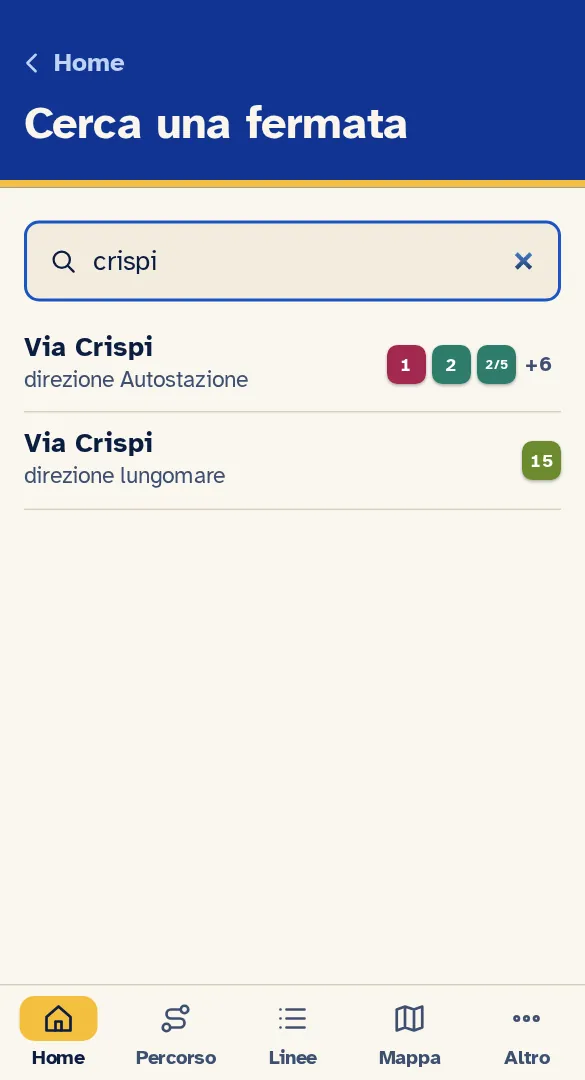 Home
Cerca una fermata
crispi
Via Crispi
direzione Autostazione
1 2 2/5 +6
Via Crispi
direzione lungomare
15
Home Percorso Linee Mappa Altro